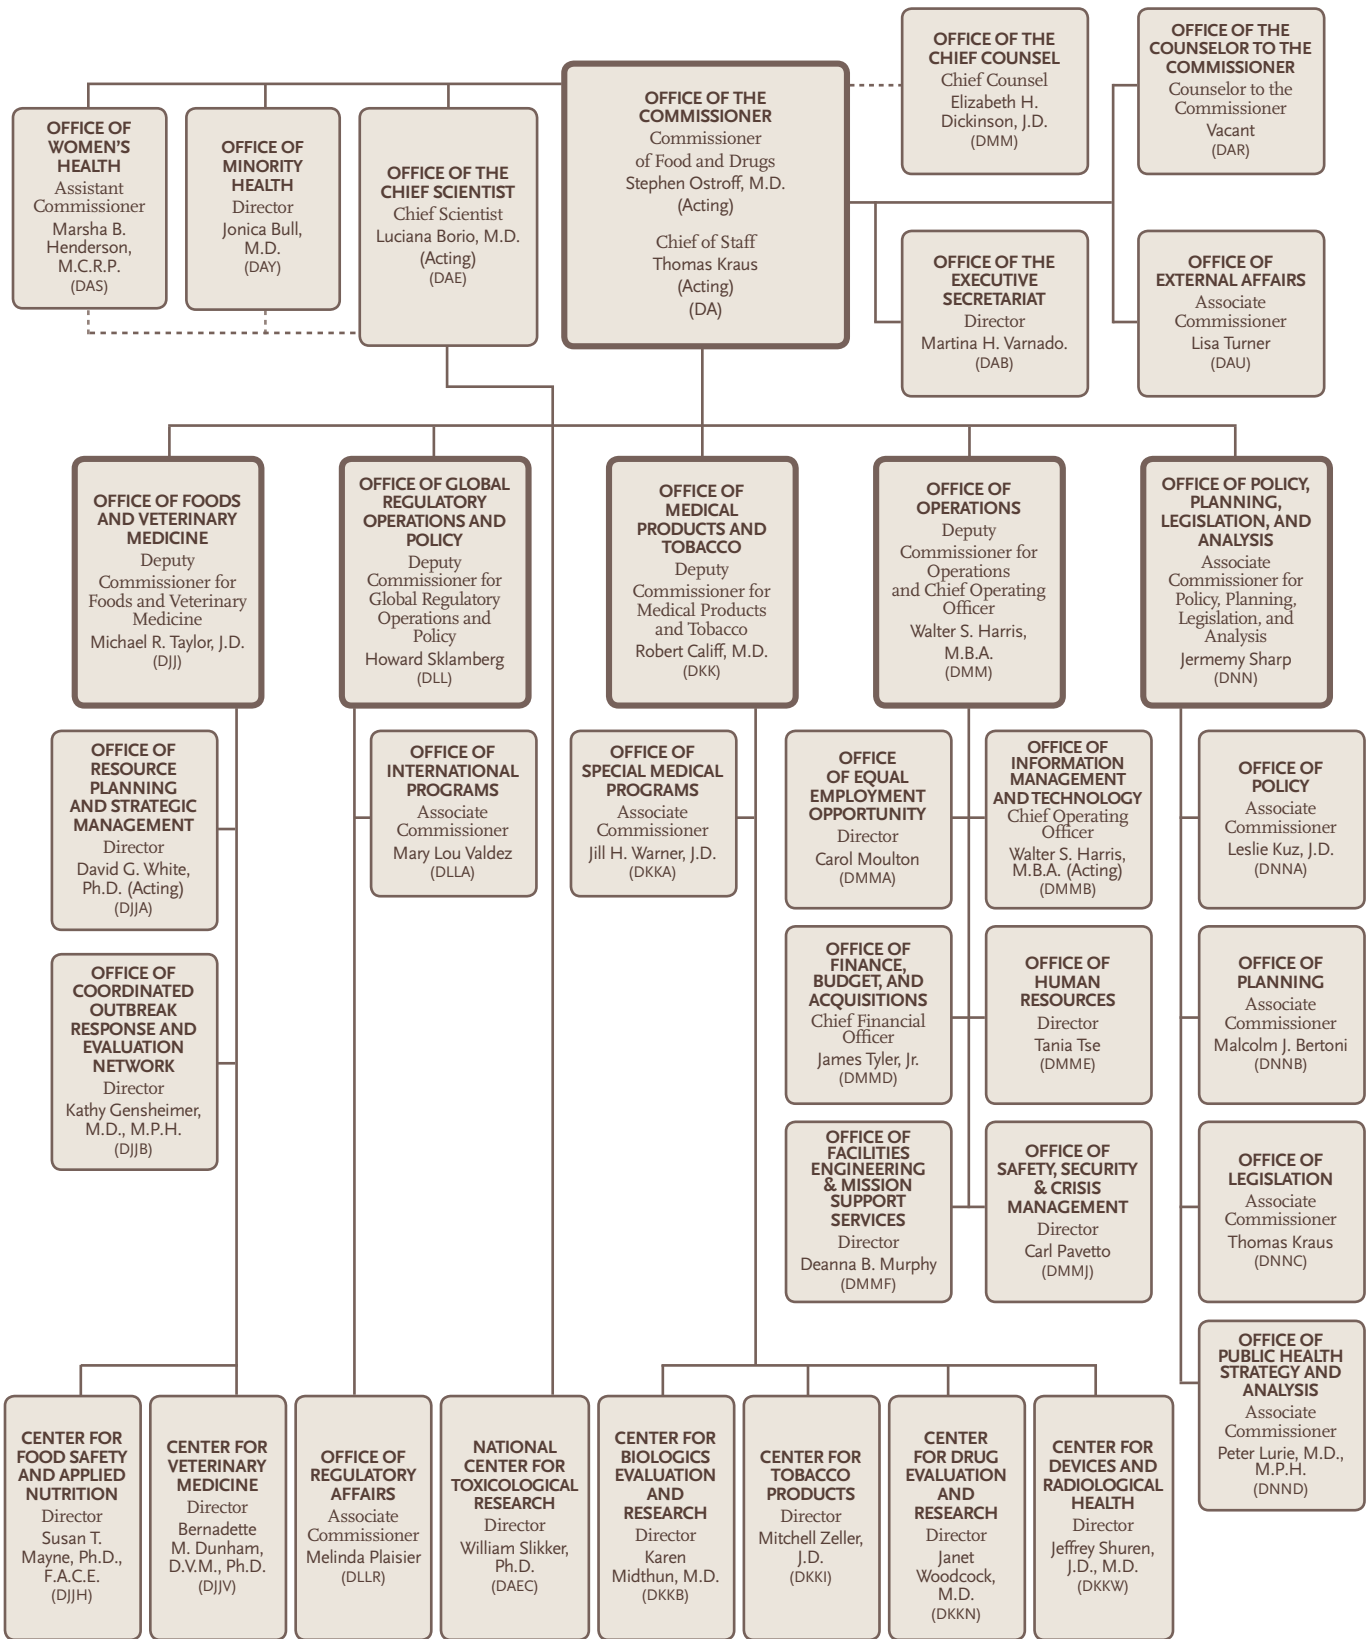 OFFICE OF
WOMEN'S
HEALTH
Assistant
Commissioner
Marsha B.
Henderson,
M.C.R.P.
(DAS)
OFFICE OF
MINORITY
HEALTH
Director
Jonica Bull,
M.D.
(DAY)
OFFICE OF THE
CHIEF SCIENTIST
Chief Scientist
Luciana Borio, M.D.
(Acting)
(DAE)
OFFICE OF THE
COMMISSIONER
Commissioner
of Food and Drugs
Stephen Ostroff, M.D.
(Acting)
Chief of Staff
Thomas Kraus
(Acting)
(DA)
OFFICE OF THE
CHIEF COUNSEL
Chief Counsel
Elizabeth H.
Dickinson, J.D.
(DMM)
OFFICE OF THE
COUNSELOR TO THE
COMMISSIONER
Counselor to the
Commissioner
Vacant
(DAR)
OFFICE OF THE
EXECUTIVE
SECRETARIAT
Director
Martina H. Varnado.
(DAB)
OFFICE OF
EXTERNAL AFFAIRS
Associate
Commissioner
Lisa Turner
(DAU)
OFFICE OF FOODS
AND VETERINARY
MEDICINE
Deputy
Commissioner for
Foods and Veterinary
Medicine
Michael R. Taylor, J.D.
(DJJ)
OFFICE OF GLOBAL
REGULATORY
OPERATIONS AND
POLICY
Deputy
Commissioner for
Global Regulatory
Operations and
Policy
Howard Sklamberg
(DLL)
OFFICE OF
MEDICAL
PRODUCTS AND
TOBACCO
Deputy
Commissioner for
Medical Products
and Tobacco
Robert Califf, M.D.
(DKK)
OFFICE OF
OPERATIONS
Deputy
Commissioner for
Operations
and Chief Operating
Officer
Walter S. Harris,
M.B.A.
(DMM)
OFFICE OF POLICY,
PLANNING,
LEGISLATION, AND
ANALYSIS
Associate
Commissioner for
Policy, Planning,
Legislation, and
Analysis
Jermemy Sharp
(DNN)
OFFICE OF
RESOURCE
PLANNING
AND STRATEGIC
MANAGEMENT
Director
David G. White,
Ph.D. (Acting)
(DJJA)
OFFICE OF
INTERNATIONAL
PROGRAMS
Associate
Commissioner
Mary Lou Valdez
(DLLA)
OFFICE OF
SPECIAL MEDICAL
PROGRAMS
Associate
Commissioner
Jill H. Warner, J.D.
(DKKA)
OFFICE
OF EQUAL
EMPLOYMENT
OPPORTUNITY
Director
Carol Moulton
(DMMA)
OFFICE OF
INFORMATION
MANAGEMENT
AND TECHNOLOGY
Chief Operating
Officer
Walter S. Harris,
M.B.A. (Acting)
(DMMB)
OFFICE OF
POLICY
Associate
Commissioner
Leslie Kuz, J.D.
(DNNA)
OFFICE OF
COORDINATED
OUTBREAK
RESPONSE AND
EVALUATION
NETWORK
Director
Kathy Gensheimer,
M.D., M.P.H.
(DJJB)
OFFICE OF
FINANCE,
BUDGET, AND
ACQUISITIONS
Chief Financial
Officer
James Tyler, Jr.
(DMMD)
OFFICE OF
HUMAN
RESOURCES
Director
Tania Tse
(DMME)
OFFICE OF
PLANNING
Associate
Commissioner
Malcolm J. Bertoni
(DNNB)
OFFICE OF
FACILITIES
ENGINEERING
& MISSION
SUPPORT
SERVICES
Director
Deanna B. Murphy
(DMMF)
OFFICE OF
SAFETY, SECURITY
& CRISIS
MANAGEMENT
Director
Carl Pavetto
(DMMJ)
OFFICE OF
LEGISLATION
Associate
Commissioner
Thomas Kraus
(DNNC)
OFFICE OF
PUBLIC HEALTH
STRATEGY AND
ANALYSIS
Associate
Commissioner
Peter Lurie, M.D.,
M.P.H.
(DNND)
CENTER FOR
FOOD SAFETY
AND APPLIED
NUTRITION
Director
Susan T.
Mayne, Ph.D.,
F.A.C.E.
(DJJH)
CENTER FOR
VETERINARY
MEDICINE
Director
Bernadette
M. Dunham,
D.V.M., Ph.D.
(DJJV)
OFFICE OF
REGULATORY
AFFAIRS
Associate
Commissioner
Melinda Plaisier
(DLLR)
NATIONAL
CENTER FOR
TOXICOLOGICAL
RESEARCH
Director
William Slikker,
Ph.D.
(DAEC)
CENTER FOR
BIOLOGICS
EVALUATION
AND
RESEARCH
Director
Karen
Midthun, M.D.
(DKKB)
CENTER FOR
TOBACCO
PRODUCTS
Director
Mitchell Zeller,
J.D.
(DKKI)
CENTER
FOR DRUG
EVALUATION
AND
RESEARCH
Director
Janet
Woodcock,
M.D.
(DKKN)
CENTER FOR
DEVICES AND
RADIOLOGICAL
HEALTH
Director
Jeffrey Shuren,
J.D., M.D.
(DKKW)